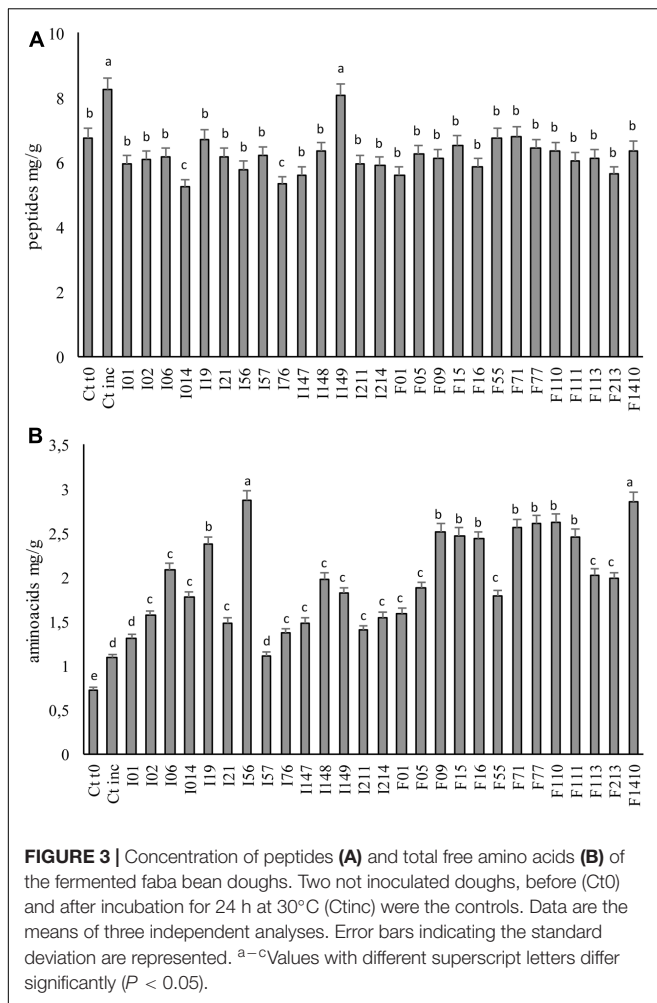 A
10
8
6
4
2
0
peptides mg/g
b a b b b c b b b b c b b a b b b b b b b b b b b b b b
Ct t0 Ct inc I01 I02 I06 I014 I19 I21 I56 I57 I76 I147 I148 I149 I211 I214 F01 F05 F09 F15 F16 F55 F71 F77 F110 F111 F113 F213 F1410
B
3,5
3
2,5
2
1,5
1
0,5
0
aminoacids mg/g
e d d c c c b c a d c c c c c c c c b b b c b b b b c c a
Ct t0 Ct inc I01 I02 I06 I014 I19 I21 I56 I57 I76 I147 I148 I149 I211 I214 F01 F05 F09 F15 F16 F55 F71 F77 F110 F111 F113 F213 F1410
FIGURE 3 | Concentration of peptides (A) and total free amino acids (B) of
the fermented faba bean doughs. Two not inoculated doughs, before (Ct0)
and after incubation for 24 h at 30°C (Ctinc) were the controls. Data are the
means of three independent analyses. Error bars indicating the standard
deviation are represented. a−cValues with different superscript letters differ
significantly (P < 0.05).